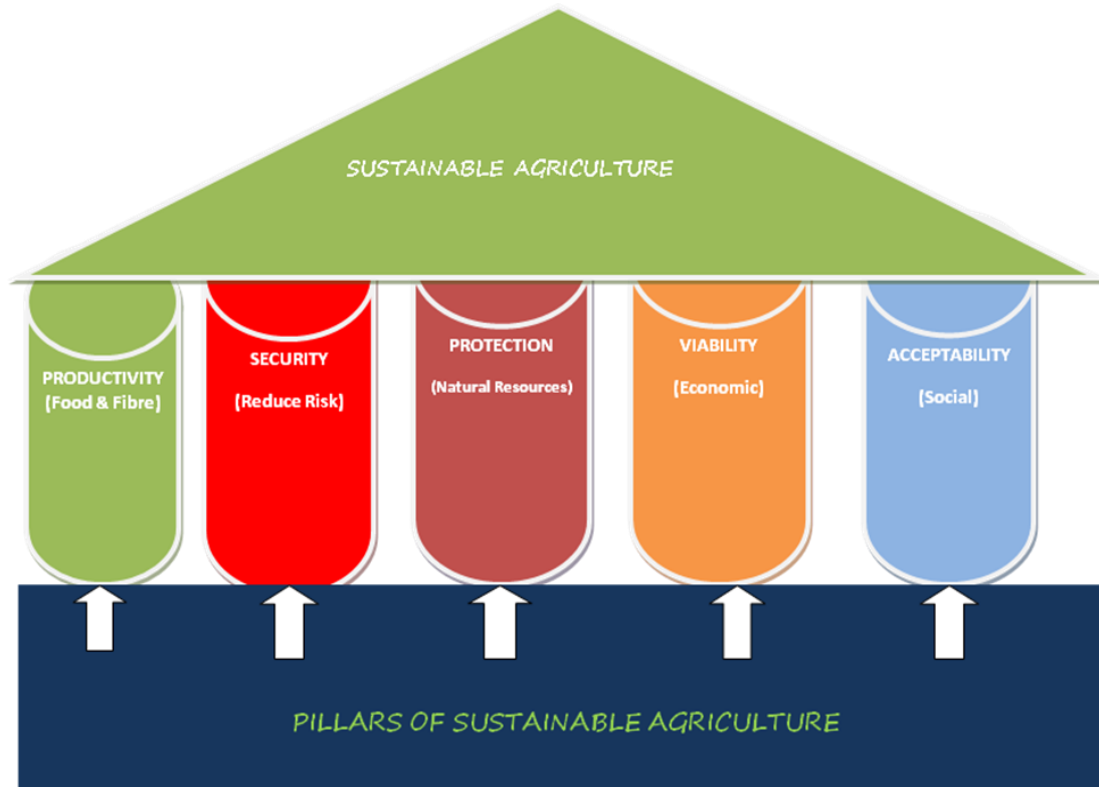 SUSTAINABLE AGRICULTURE
PRODUCTIVITY
(Food & Fibre)
SECURITY
(Reduce Risk)
PROTECTION
(Natural Resources)
VIABILITY
(Economic)
ACCEPTABILITY
(Social)
PILLARS OF SUSTAINABLE AGRICULTURE